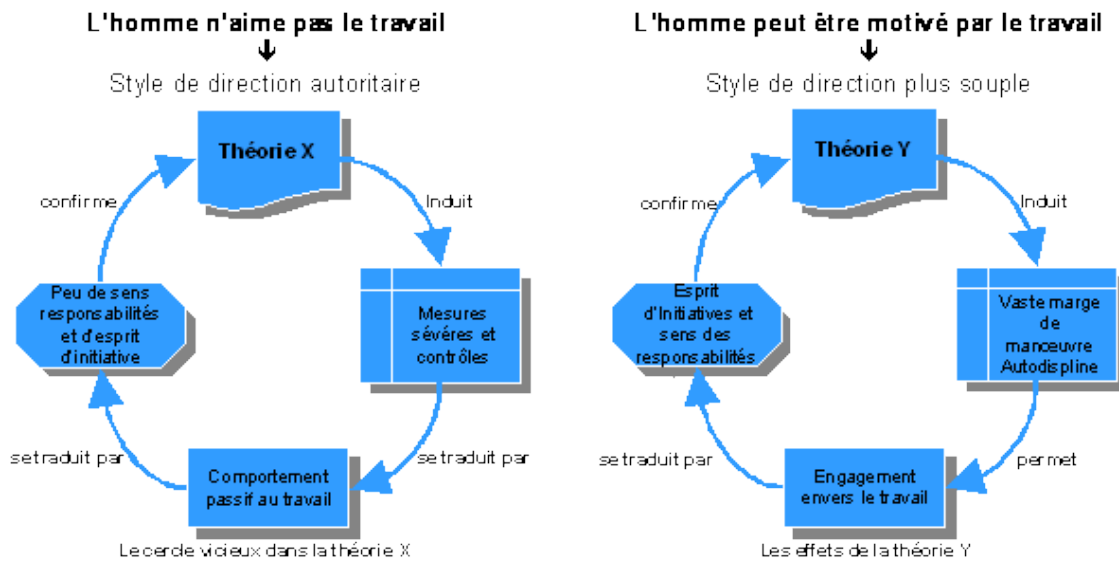 L'homme n'aime pas le travail
Style de direction autoritaire
Théorie X
Induit
Mesures
sévéres et
contrôles
se traduit par
Comportement
passif au travail
se traduit par
Peu de sens
responsabilités
et d'esprit
d'initiative
confirme
Le cercle vicieux dans la théorie X
L'homme peut être motivé par le travail
Style de direction plus souple
Théorie Y
Induit
Vaste marge
de
manœuvre
Autodispline
permet
Engagement
envers le travail
se traduit par
Esprit
d'Initiatives et
sens des
responsabilités
confirme
Les effets de la théorie Y